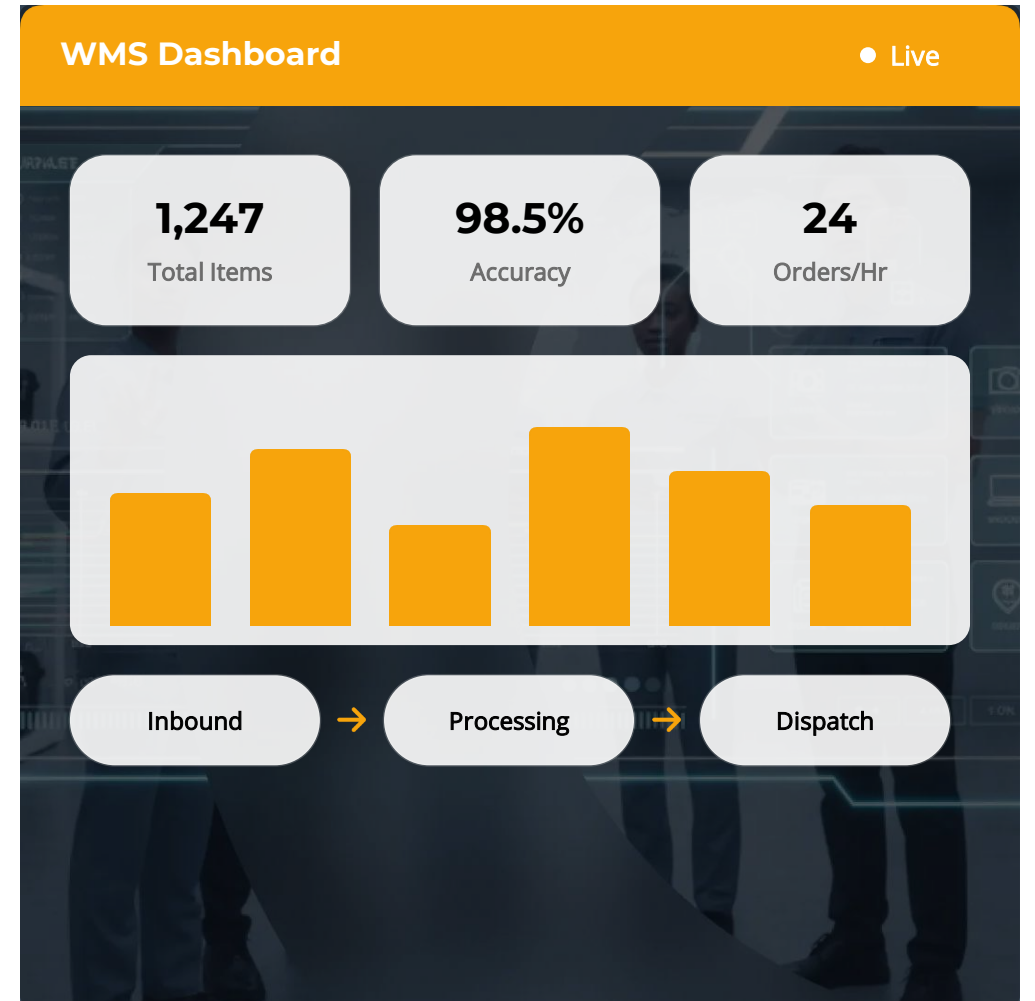 WMS Dashboard
Live
1,247
Total Items
98.5%
Accuracy
24
Orders/Hr
Inbound
Processing
Dispatch